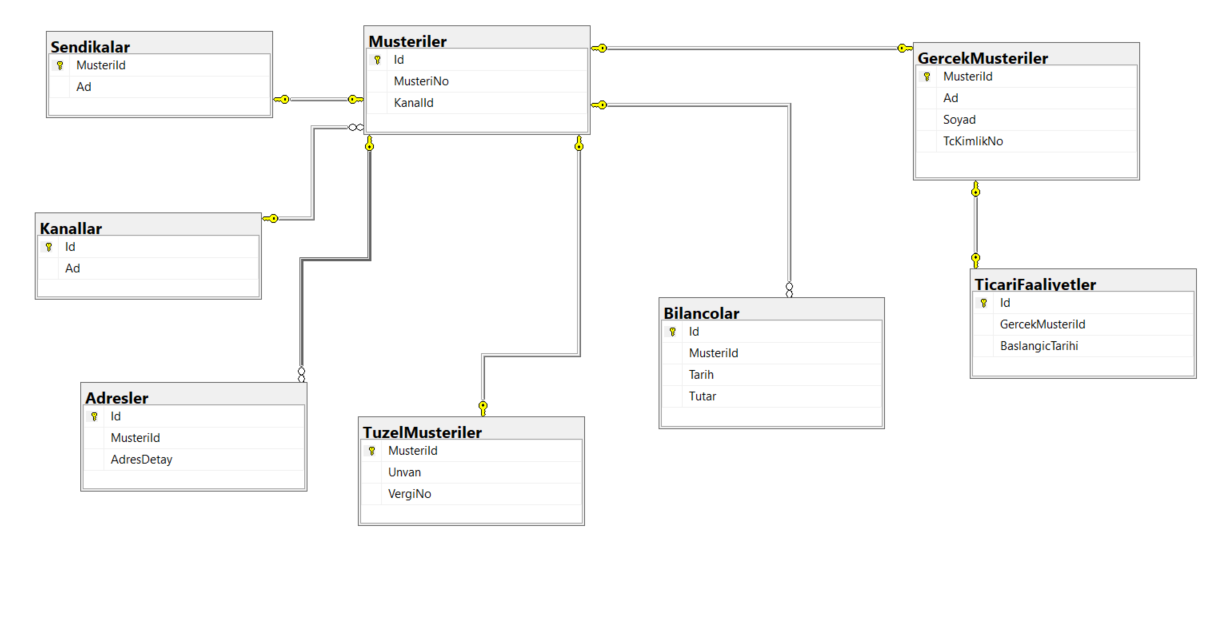 Sendikalar
MusteriId
Ad
Musteriler
Id
MusteriNo
KanalId
GercekMusteriler
MusteriId
Ad
Soyad
TcKimlikNo
Kanallar
Id
Ad
TicariFaaliyetler
Id
GercekMusteriId
BaslangicTarihi
Bilancolar
Id
MusteriId
Tarih
Tutar
Adresler
Id
MusteriId
AdresDetay
TuzelMusteriler
MusteriId
Unvan
VergiNo